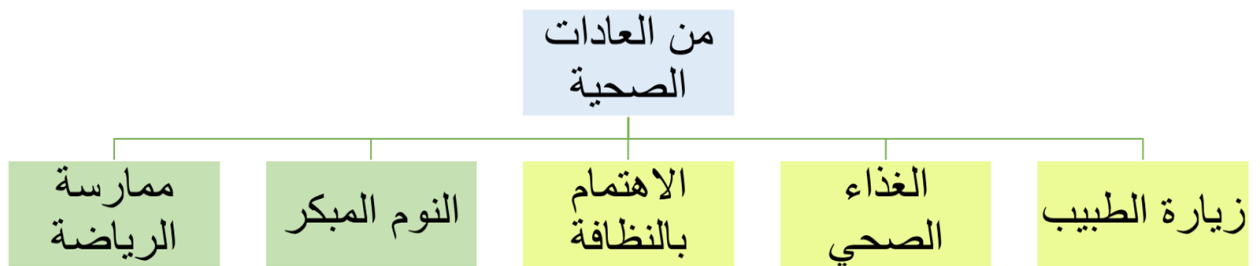 من العادات
الصحية
زيارة الطبيب
الغذاء
الصحي
الاهتمام
بالنظافة
النوم المبكر
ممارسة
الرياضة